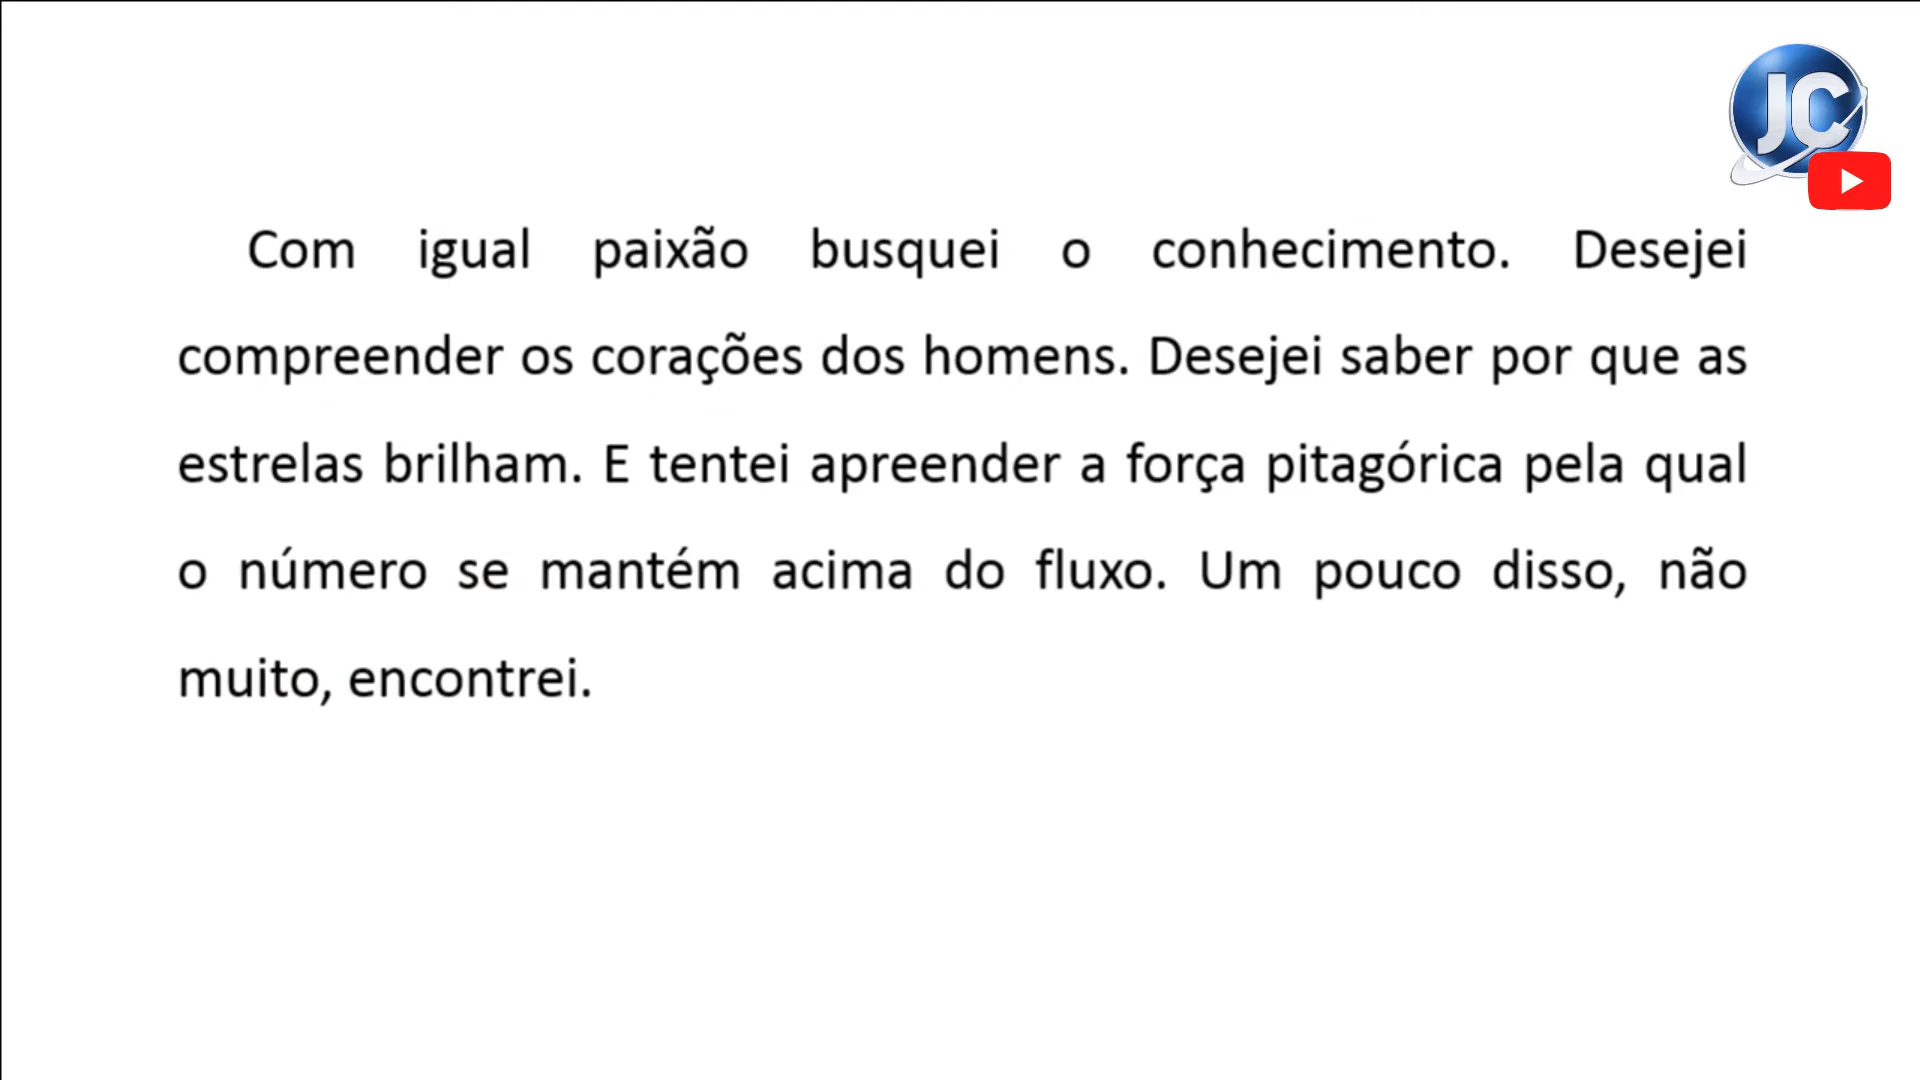 JC
Com igual paixão busquei o conhecimento. Desejei
compreender os corações dos homens. Desejei saber por que as
estrelas brilham. E tentei apreender a força pitagórica pela qual
o número se mantém acima do fluxo. Um pouco disso, não
muito, encontrei.